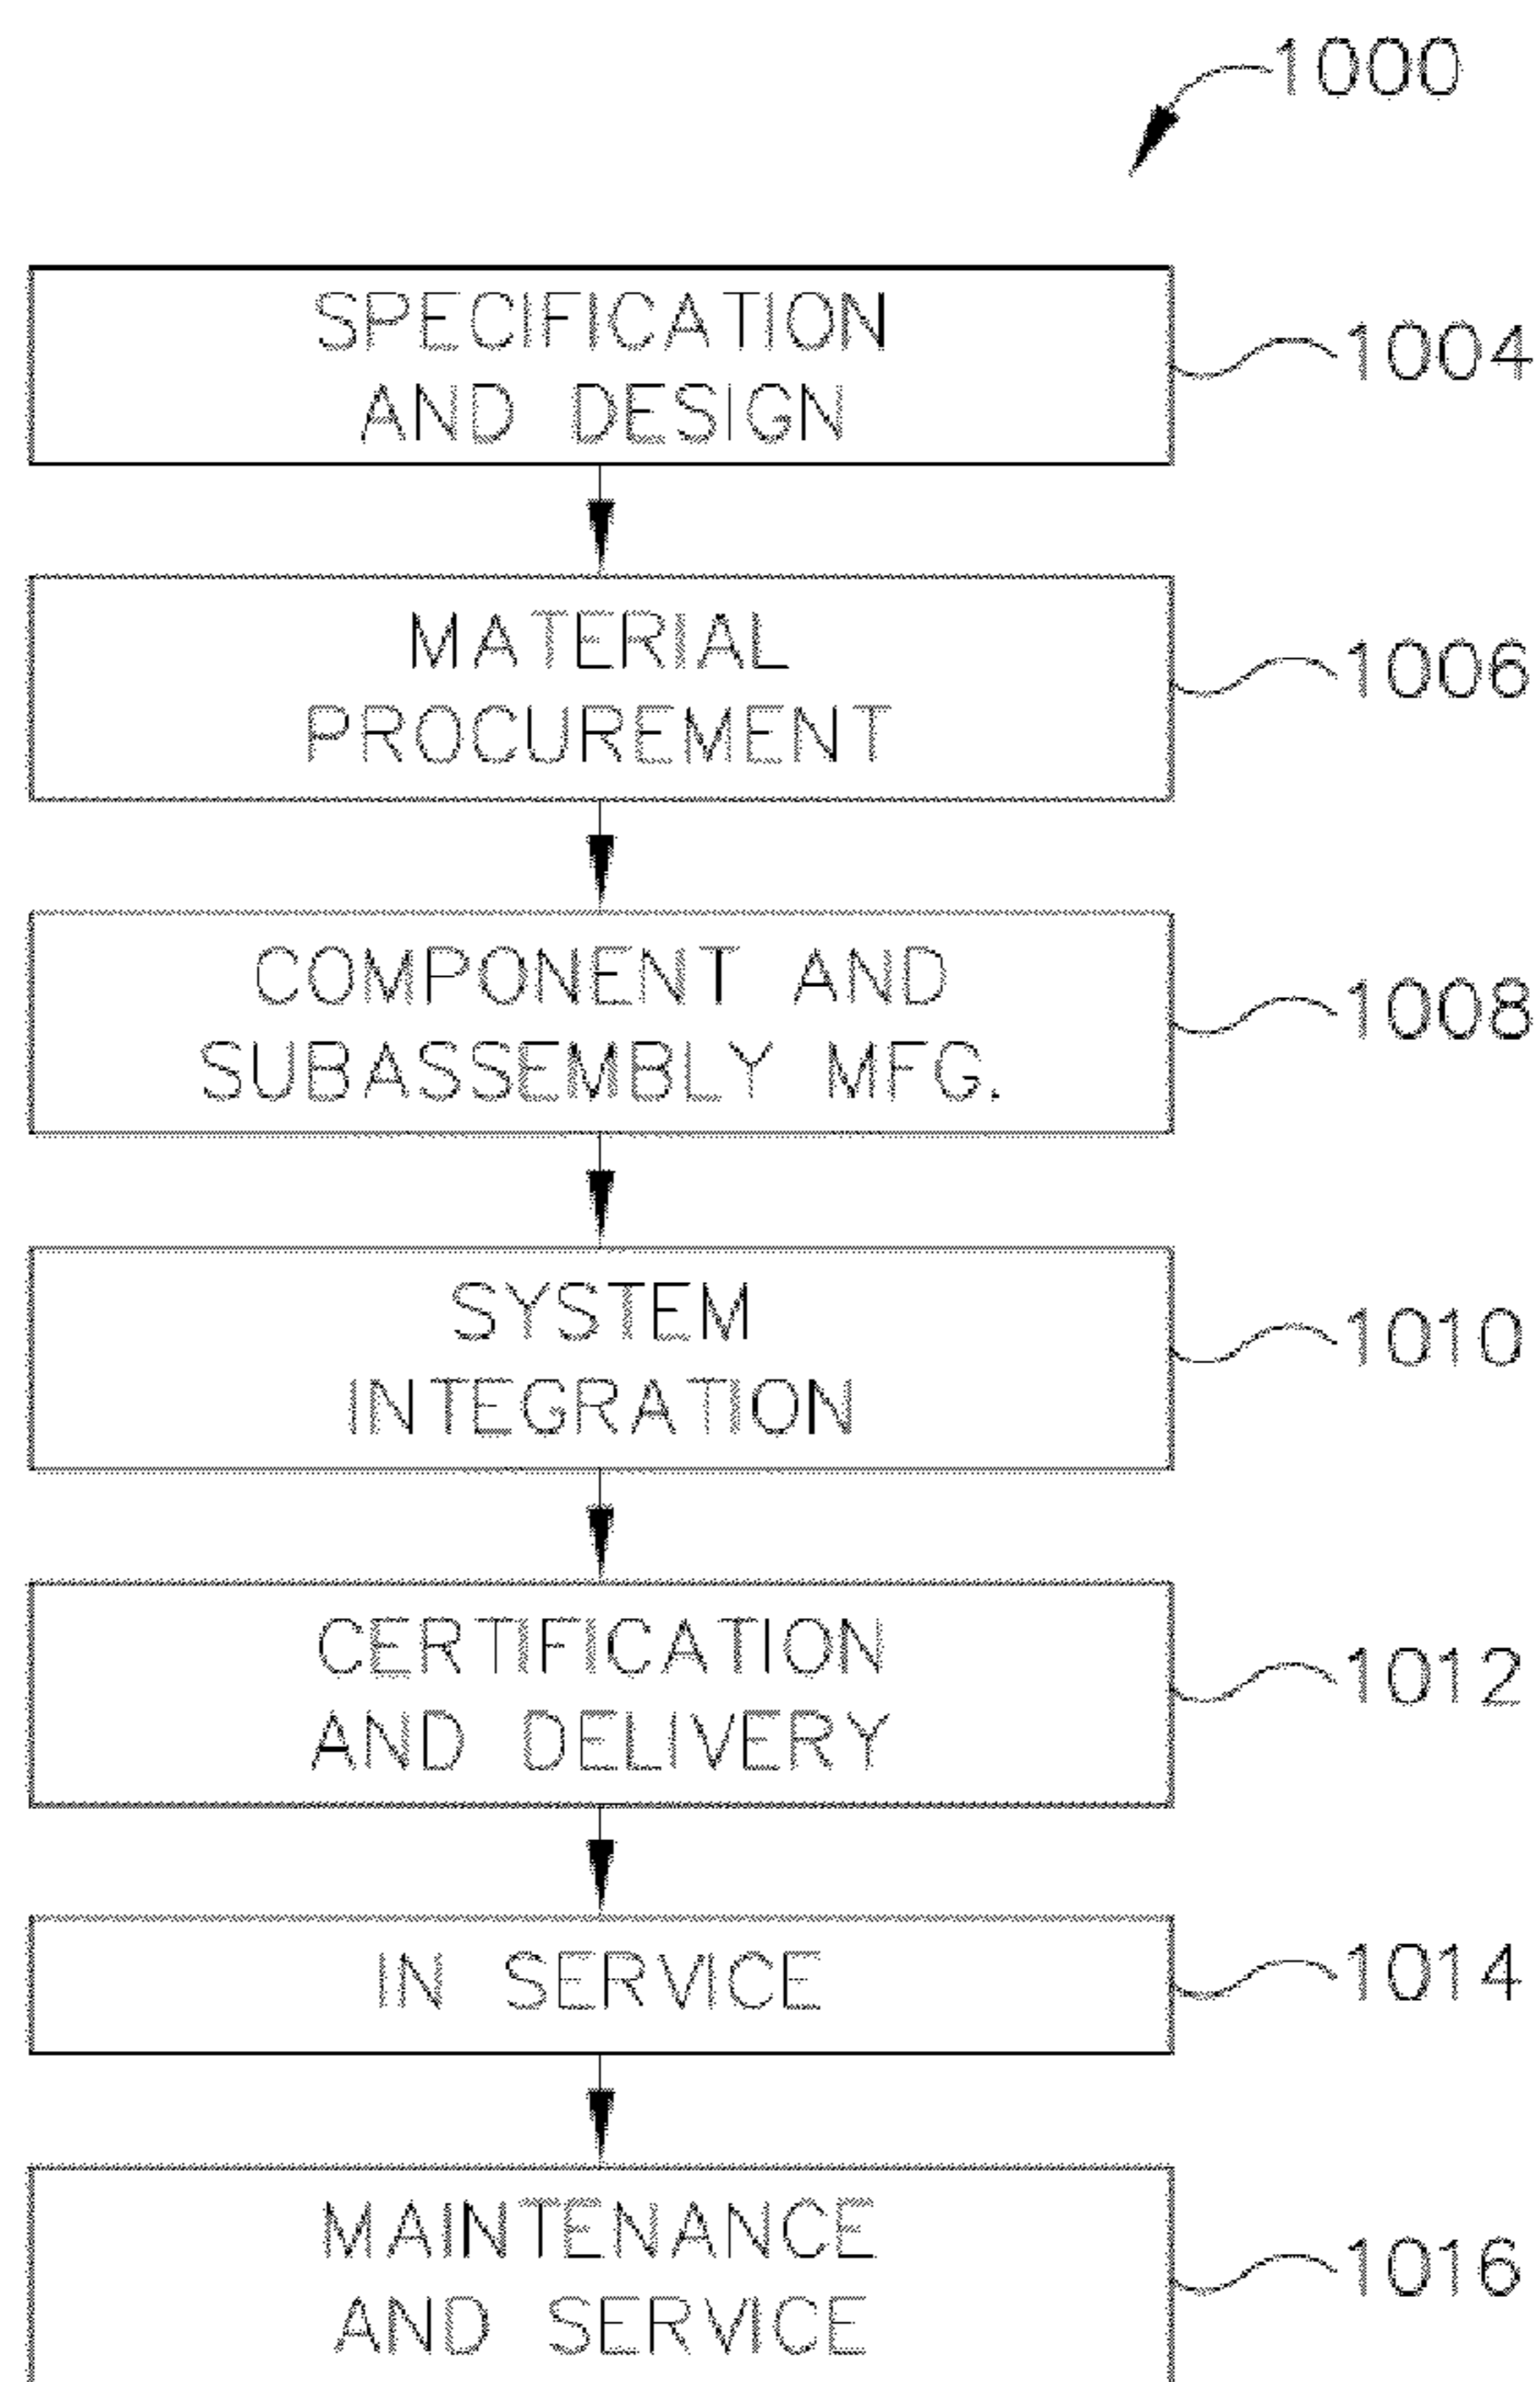 1000
SPECIFICATION
AND DESIGN
1004
MATERIAL
PROCUREMENT
1006
COMPONENT AND
SUBASSEMBLY MFG.
1008
SYSTEM
INTEGRATION
1010
CERTIFICATION
AND DELIVERY
1012
IN SERVICE
1014
MAINTENANCE
AND SERVICE
1016